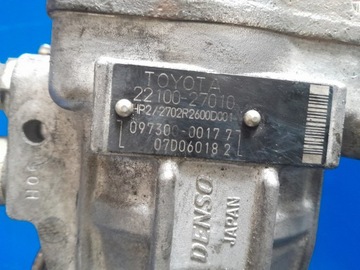 TOYOTA
22100-27010
HP2/2702R2600D001
097300-0017 7
07D06018 2
DENSO
JAPAN